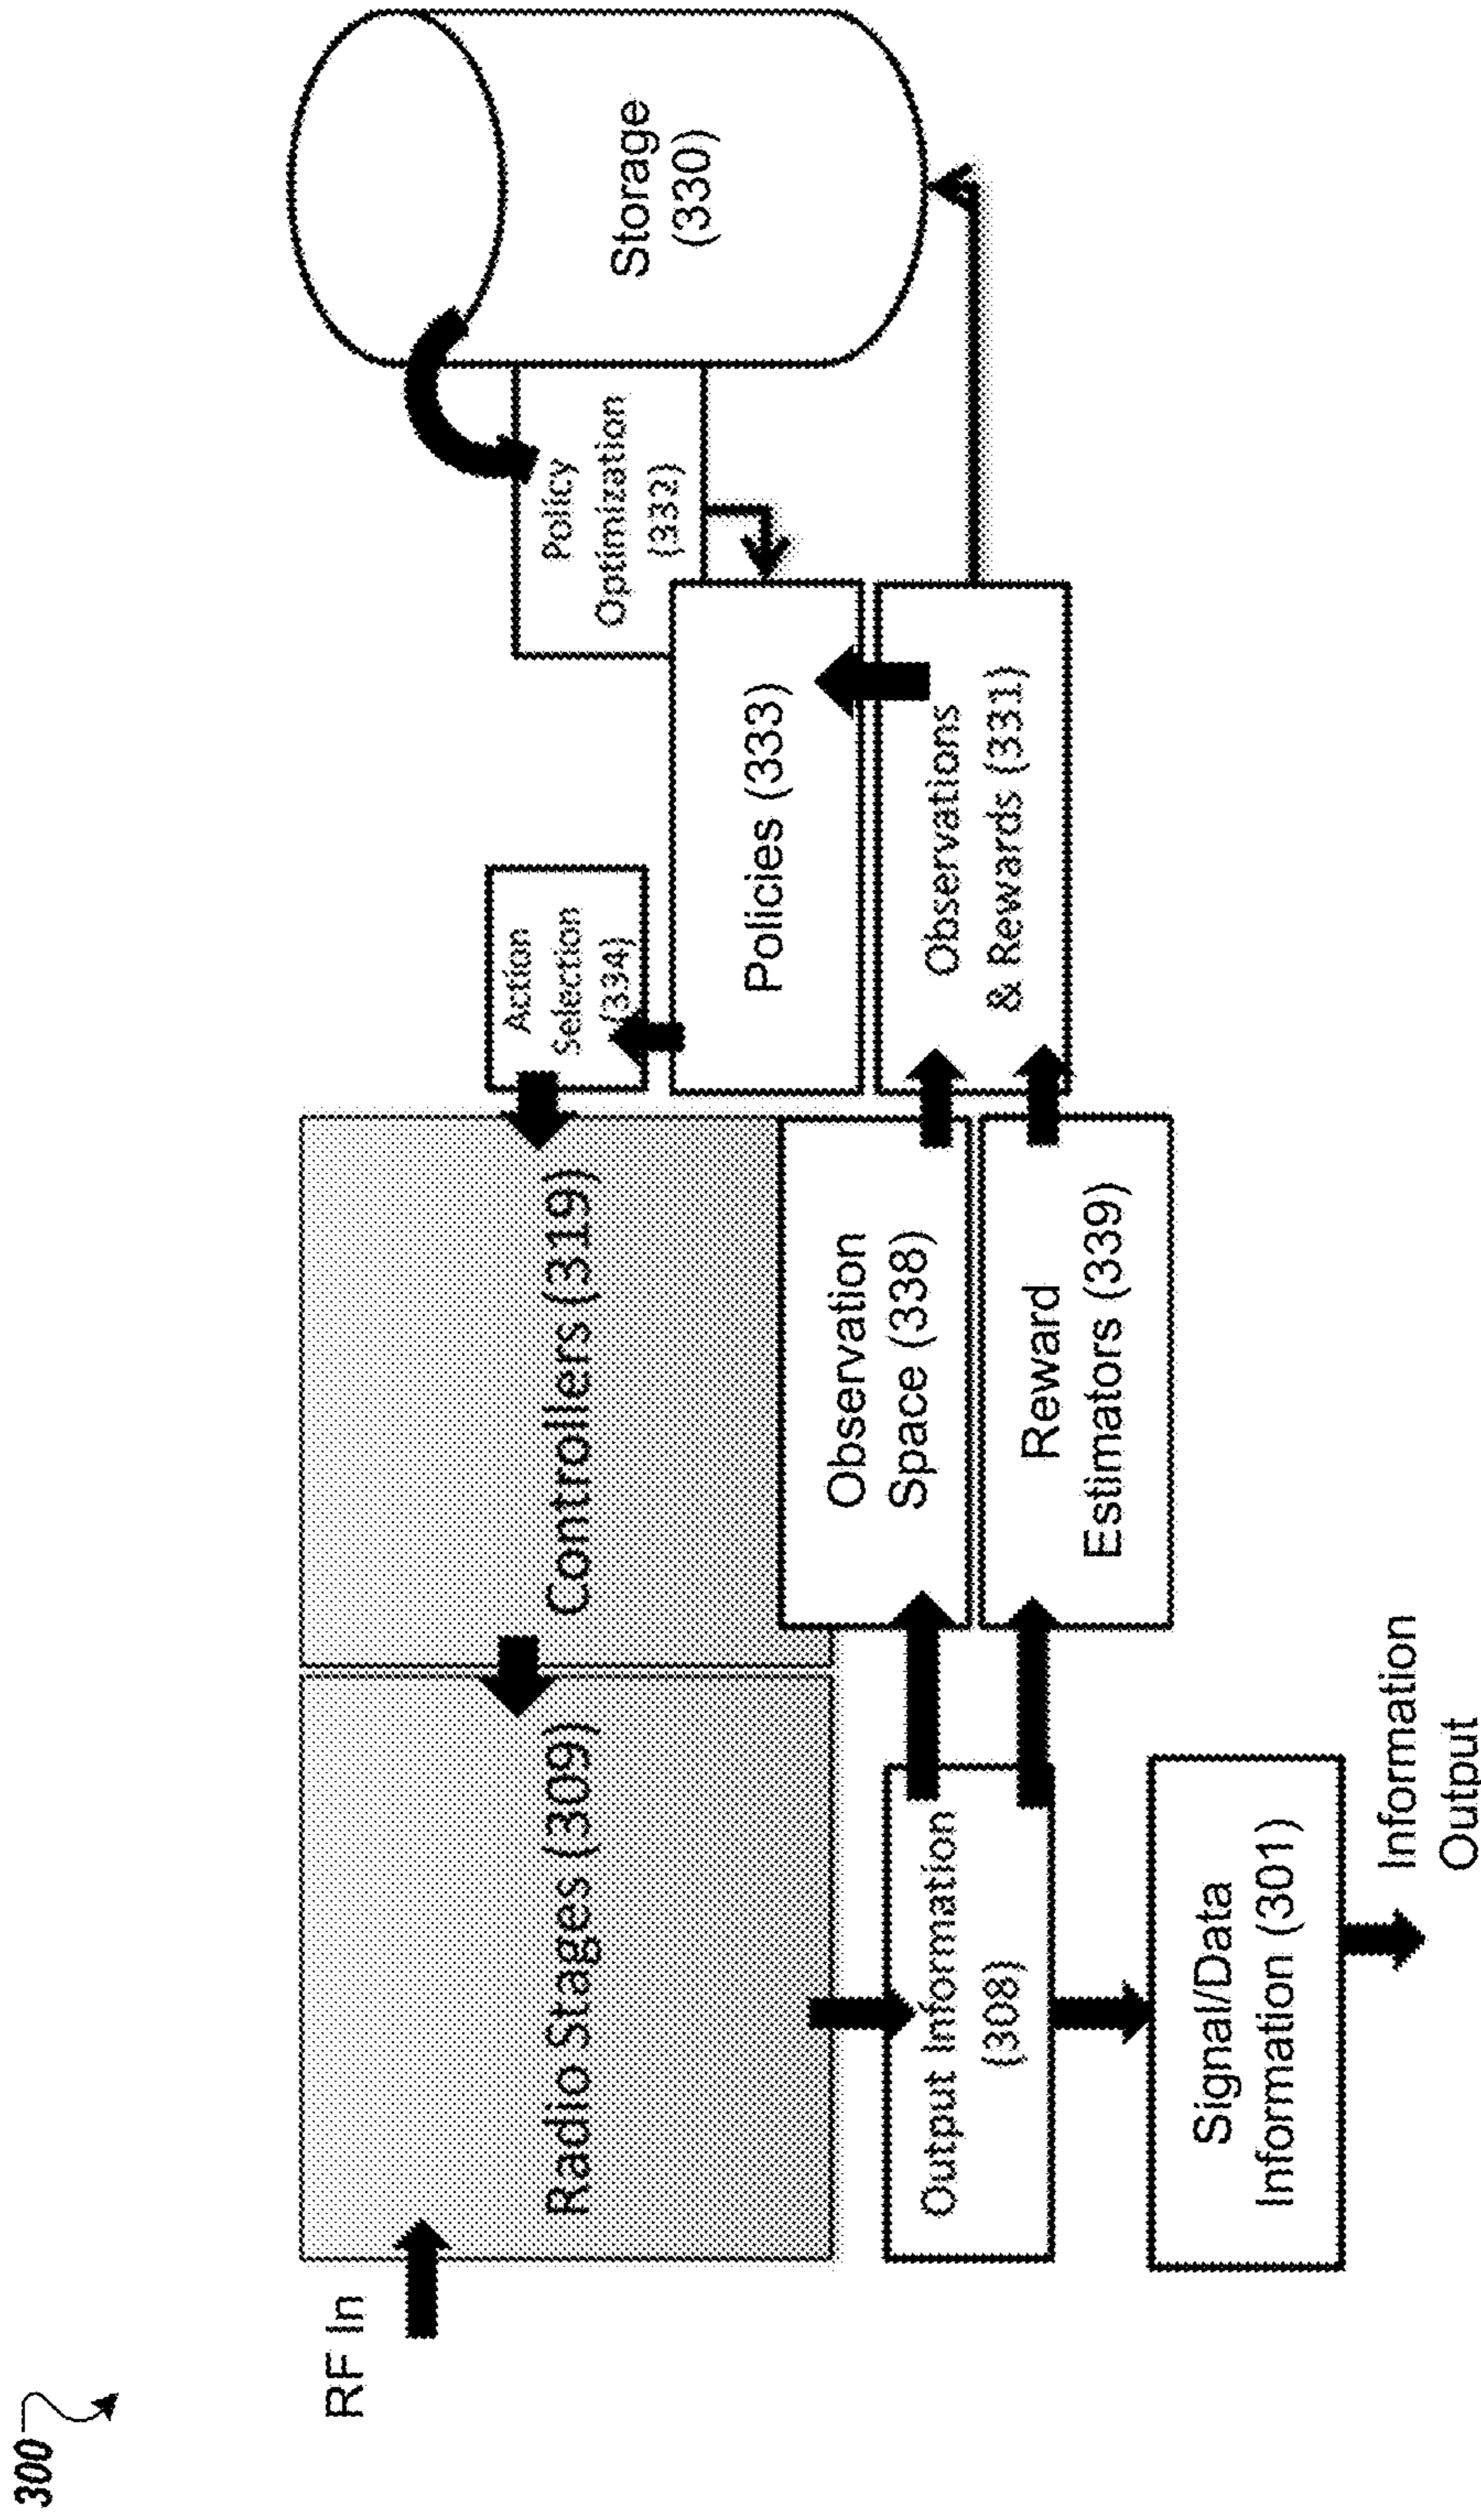 300
RF In
Radio Stages (309)
Controllers (319)
Action
Selection
(334)
Policy
Optimization
(332)
Storage
(330)
Policies (333)
Observations
& Rewards (331)
Observation
Space (338)
Reward
Estimators (339)
Output Information
(308)
Signal/Data
Information (301)
Information
Output